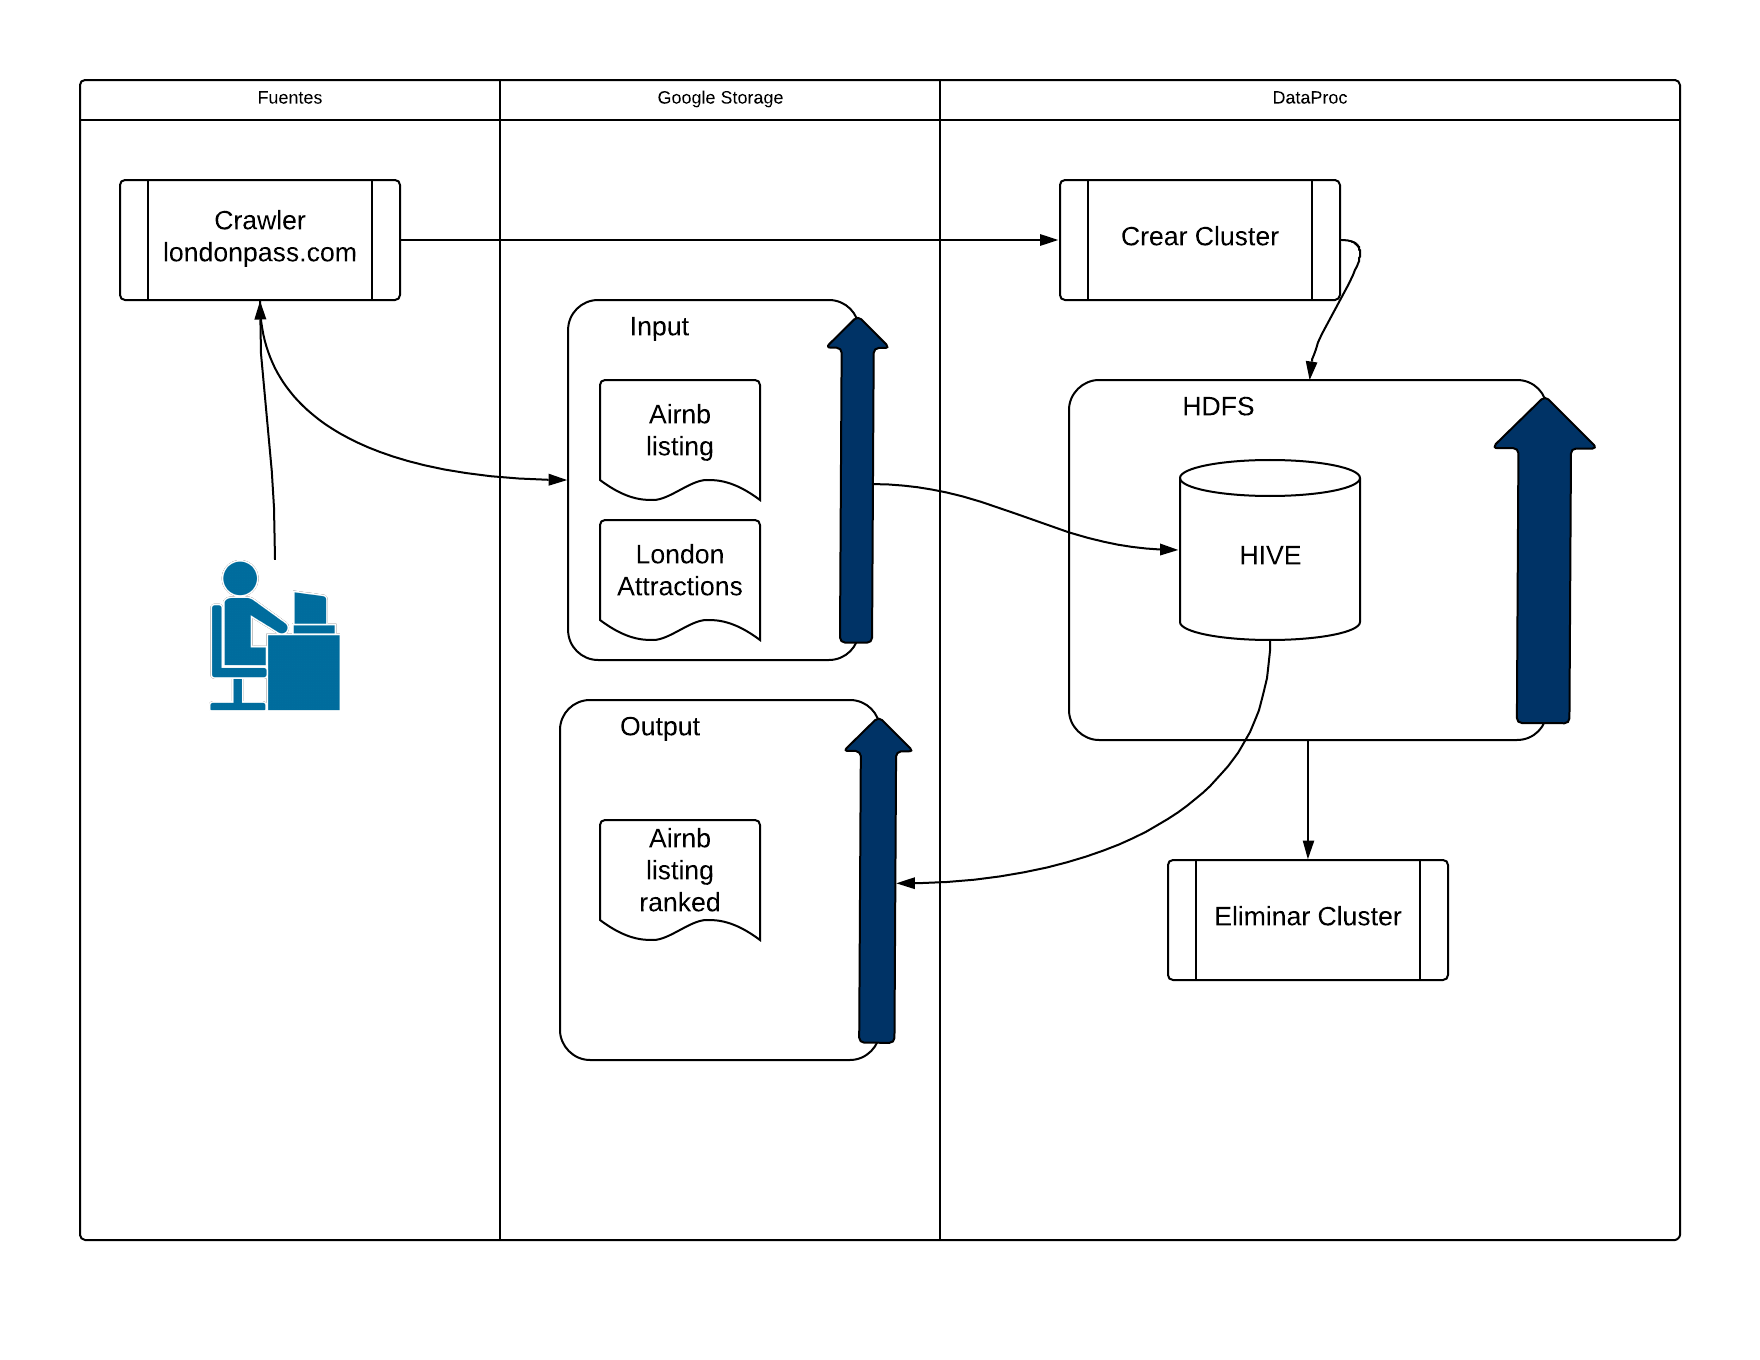 Fuentes
Google Storage
DataProc
Crawler
londonpass.com
Crear Cluster
Input
Airnb
listing
London
Attractions
HDFS
HIVE
Output
Airnb
listing
ranked
Eliminar Cluster